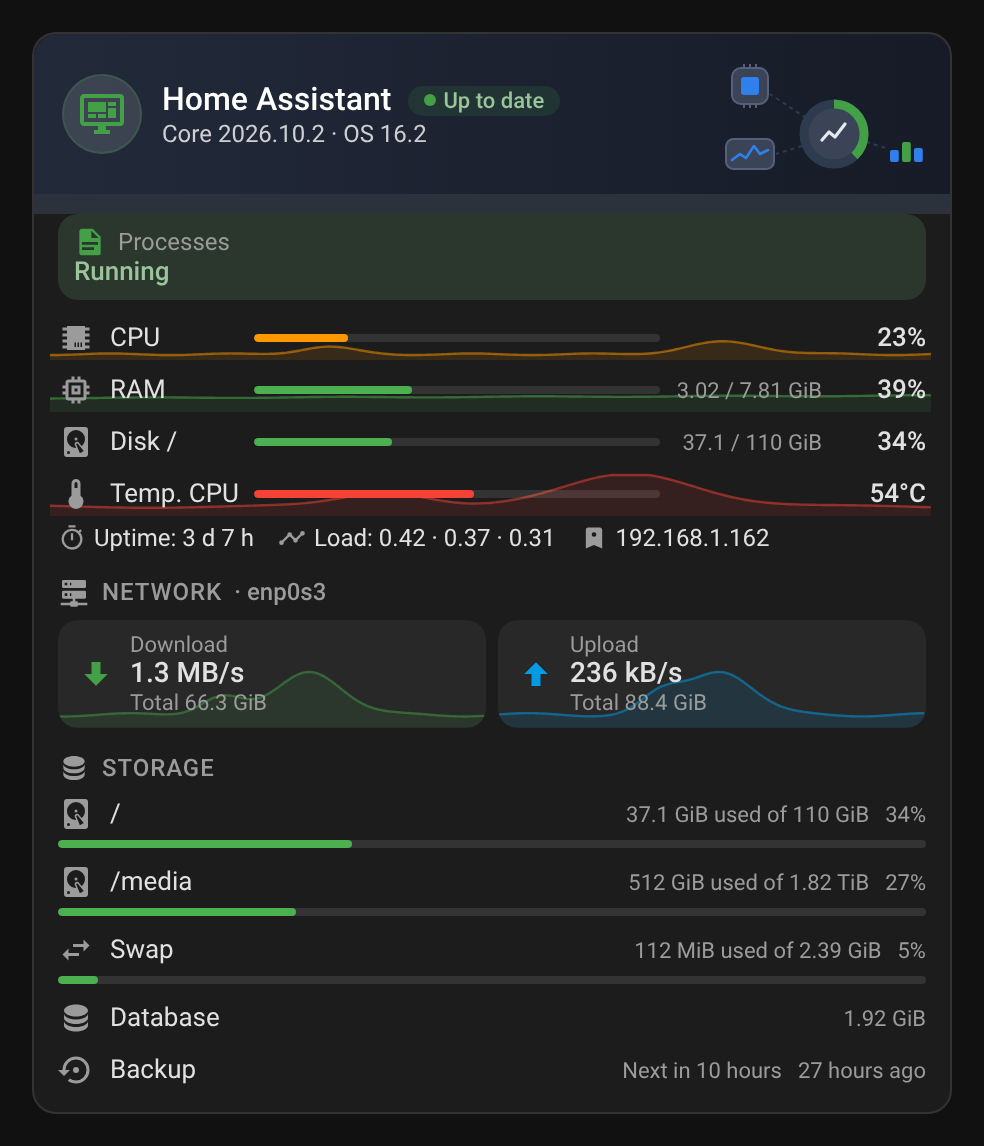 Home Assistant Up to date
Core 2026.10.2 · OS 16.2
Processes
Running
CPU 23%
RAM 3.02 / 7.81 GiB 39%
Disk / 37.1 / 110 GiB 34%
Temp. CPU 54°C
Uptime: 3 d 7 h Load: 0.42 · 0.37 · 0.31 192.168.1.162
NETWORK · enp0s3
Download
1.3 MB/s
Total 66.3 GiB
Upload
236 kB/s
Total 88.4 GiB
STORAGE
/ 37.1 GiB used of 110 GiB 34%
/media 512 GiB used of 1.82 TiB 27%
Swap 112 MiB used of 2.39 GiB 5%
Database 1.92 GiB
Backup Next in 10 hours 27 hours ago